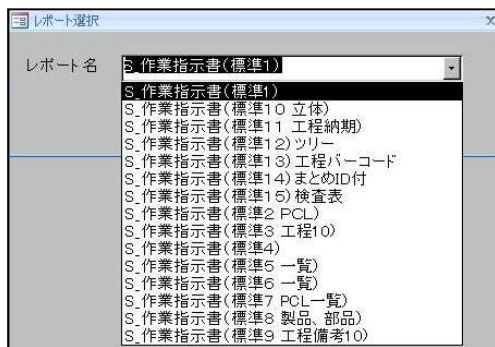 レポート選択
レポート名 S_作業指示書(標準1)
S_作業指示書(標準1)
S_作業指示書(標準10 立体)
S_作業指示書(標準11 工程納期)
S_作業指示書(標準12)ツリー
S_作業指示書(標準13)工程バーコード
S_作業指示書(標準14)まとめID付
S_作業指示書(標準15)検査表
S_作業指示書(標準2 PCL)
S_作業指示書(標準3 工程10)
S_作業指示書(標準4)
S_作業指示書(標準5 一覧)
S_作業指示書(標準6 一覧)
S_作業指示書(標準7 PCL一覧)
S_作業指示書(標準8 製品、部品)
S_作業指示書(標準9 工程備考10)